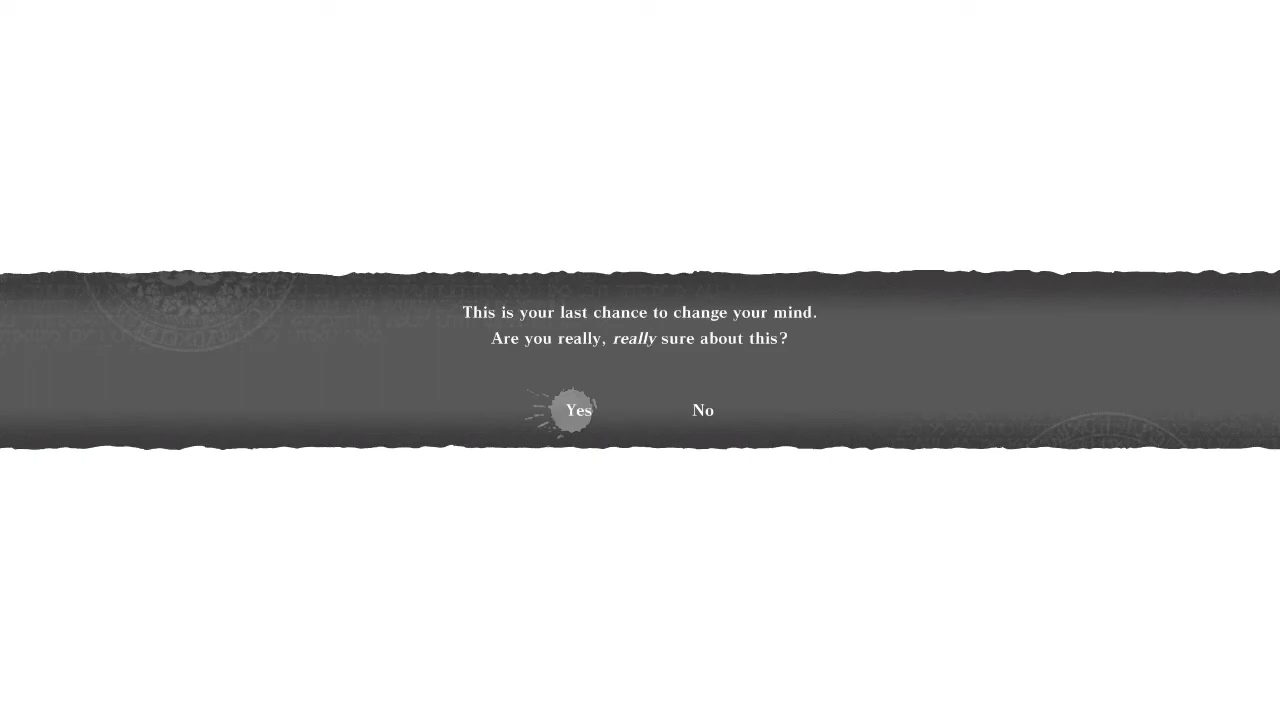 This is your last chance to change your mind.
Are you really, really sure about this?
Yes No